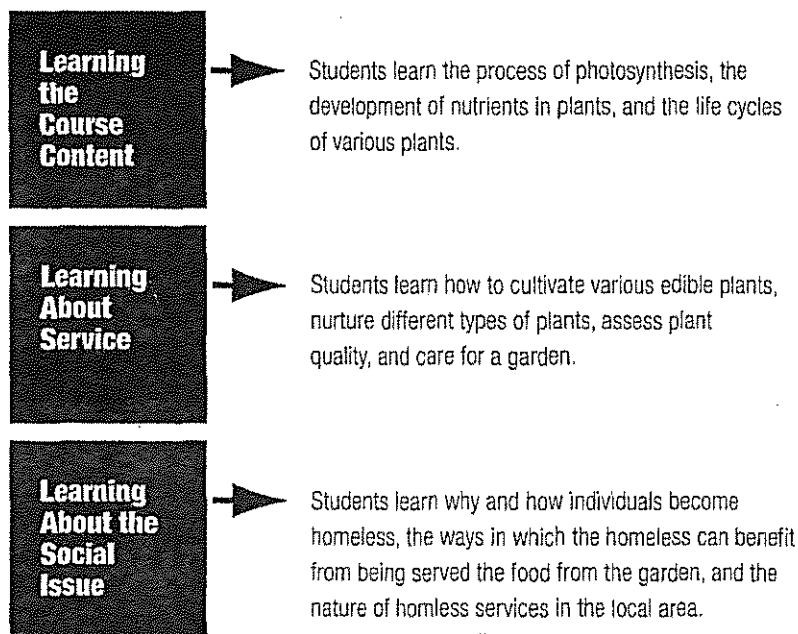 Learning
the
Course
Content
Students learn the process of photosynthesis, the
development of nutrients in plants, and the life cycles
of various plants.
Learning
About
Service
Students learn how to cultivate various edible plants,
nurture different types of plants, assess plant
quality, and care for a garden.
Learning
About the
Social
Issue
Students learn why and how individuals become
homeless, the ways in which the homeless can benefit
from being served the food from the garden, and the
nature of homless services in the local area.